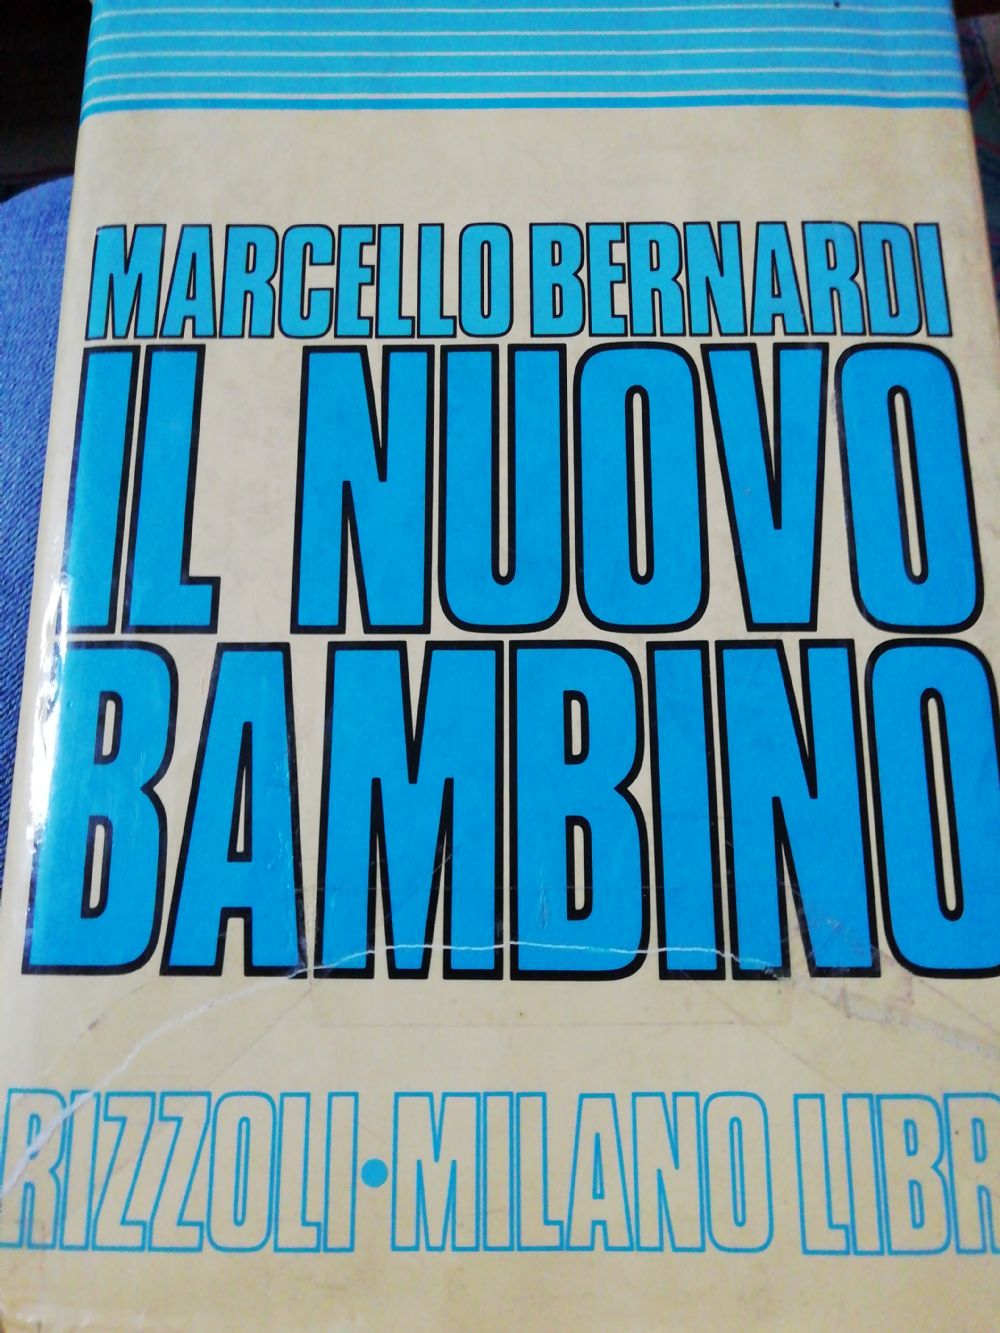 MARCELLO BERNARDI
IL NUOVO
BAMBINO
RIZZOLI • MILANO LIBR